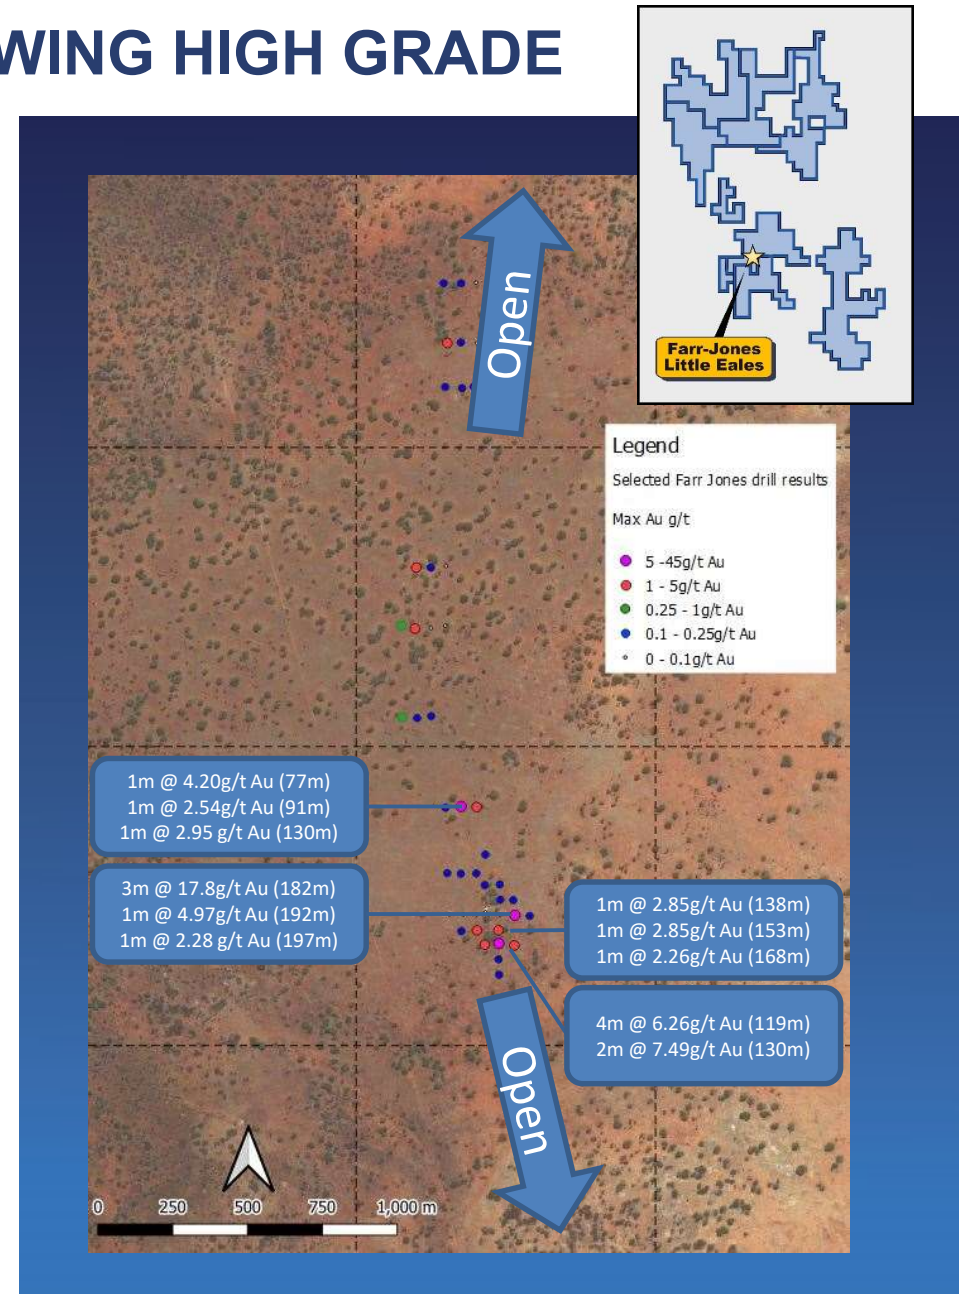 WING HIGH GRADE
Farr-Jones
Little Eales
Open
Legend
Selected Farr Jones drill results
Max Au g/t
5 -45g/t Au
1 - 5g/t Au
0.25 - 1g/t Au
0.1 - 0.25g/t Au
0 - 0.1g/t Au
1m @ 4.20g/t Au (77m)
1m @ 2.54g/t Au (91m)
1m @ 2.95 g/t Au (130m)
3m @ 17.8g/t Au (182m)
1m @ 4.97g/t Au (192m)
1m @ 2.28 g/t Au (197m)
1m @ 2.85g/t Au (138m)
1m @ 2.85g/t Au (153m)
1m @ 2.26g/t Au (168m)
4m @ 6.26g/t Au (119m)
2m @ 7.49g/t Au (130m)
Open
0 250 500 750 1,000 m